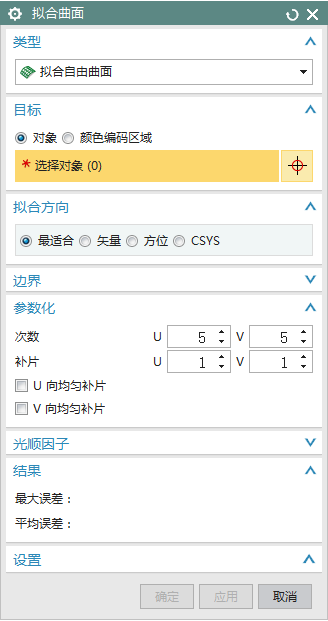 拟合曲面
类型
拟合自由曲面
目标
对象 颜色编码区域
* 选择对象 (0)
拟合方向
最适合 矢量 方位 CSYS
边界
参数化
次数 U 5 V 5
补片 U 1 V 1
U 向均匀补片
V 向均匀补片
光顺因子
结果
最大误差：
平均误差：
设置
确定 应用 取消